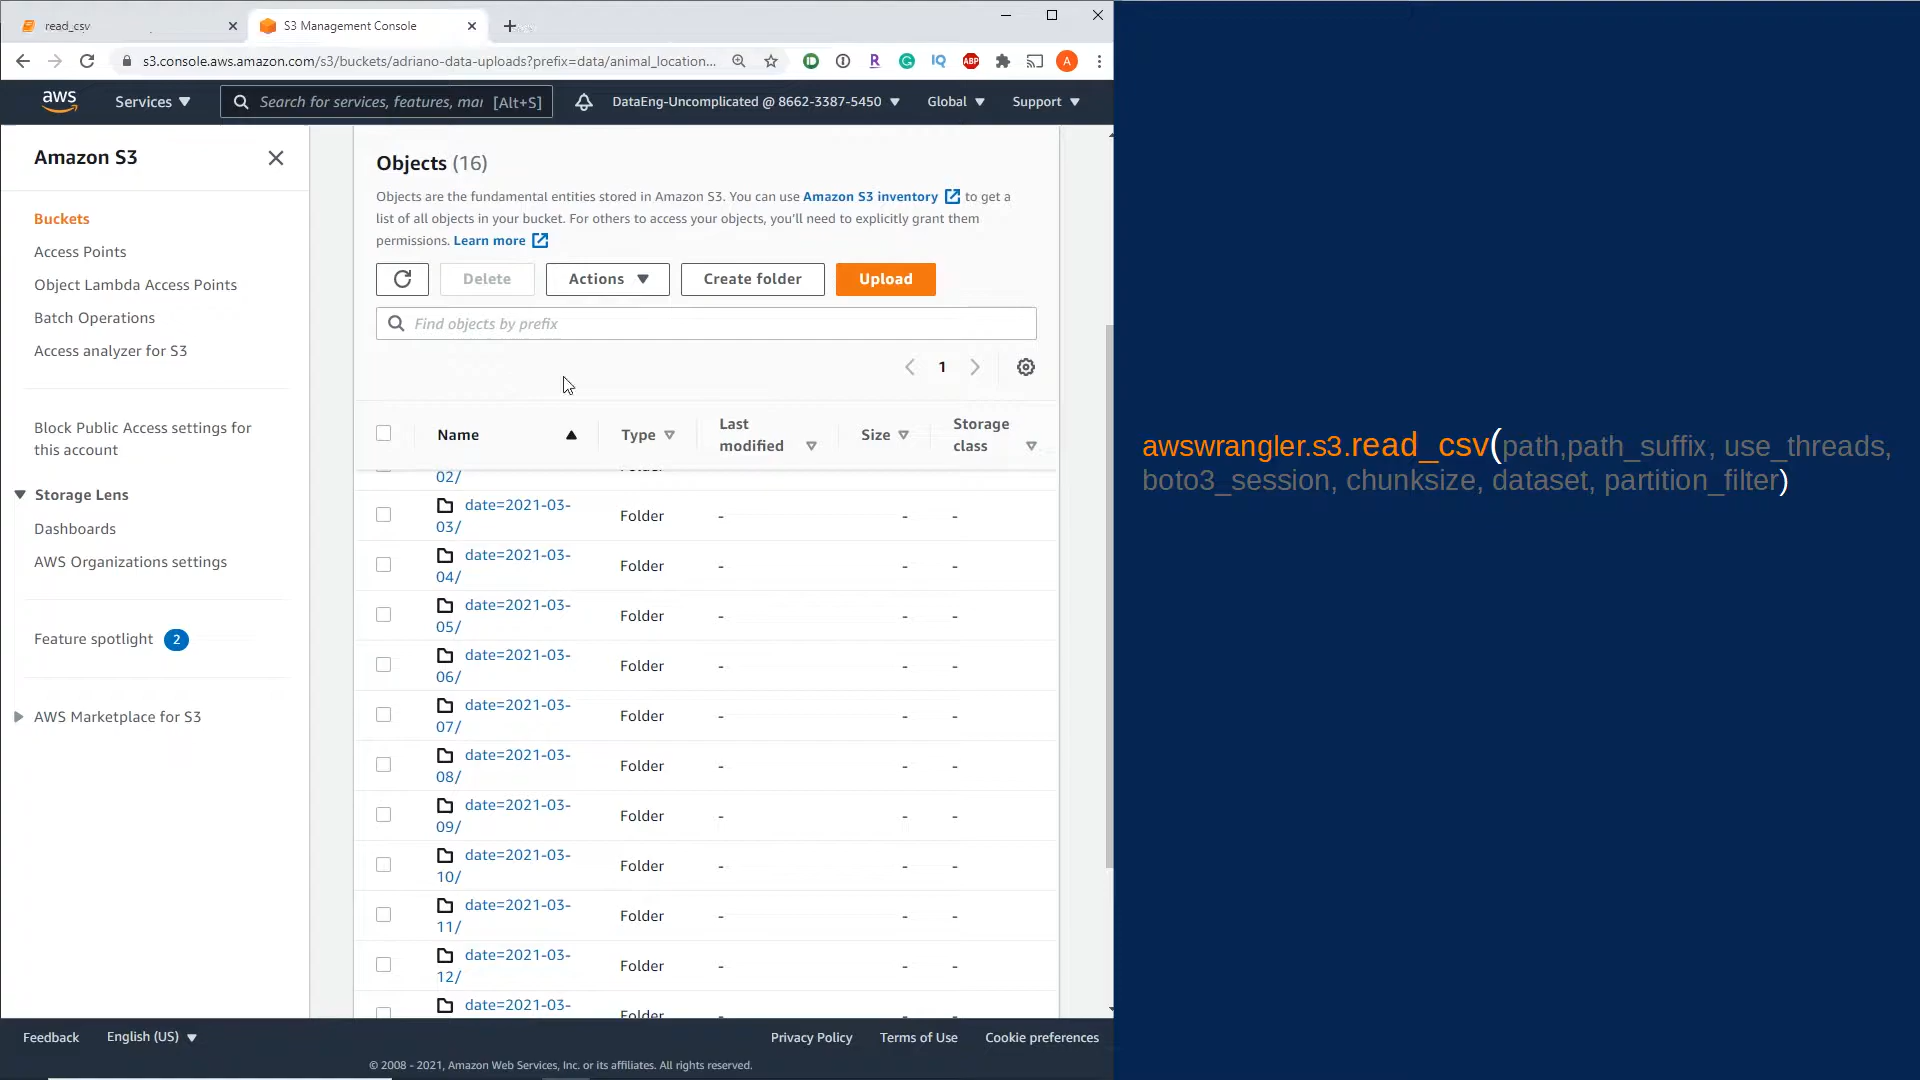 read_csv
S3 Management Console
s3.console.aws.amazon.com/s3/buckets/adriano-data-uploads?prefix=data/animal_location...
ABP
A
aws
Services
Search for services, features, mar
[Alt+S]
DataEng-Uncomplicated @ 8662-3387-5450
Global
Support
Amazon S3
Buckets
Access Points
Object Lambda Access Points
Batch Operations
Access analyzer for S3
Block Public Access settings for
this account
Storage Lens
Dashboards
AWS Organizations settings
Feature spotlight 2
AWS Marketplace for S3
Objects (16)
Objects are the fundamental entities stored in Amazon S3. You can use Amazon S3 inventory to get a
list of all objects in your bucket. For others to access your objects, you'll need to explicitly grant them
permissions. Learn more
Delete
Actions
Create folder
Upload
Find objects by prefix
1
Name
Type
Last
modified
Size
Storage
class
02/
date=2021-03-
03/
Folder - - -
date=2021-03-
04/
Folder - - -
date=2021-03-
05/
Folder - - -
date=2021-03-
06/
Folder - - -
date=2021-03-
07/
Folder - - -
date=2021-03-
08/
Folder - - -
date=2021-03-
09/
Folder - - -
date=2021-03-
10/
Folder - - -
date=2021-03-
11/
Folder - - -
date=2021-03-
12/
Folder - - -
date=2021-03-
Folder
awswrangler.s3.read_csv(path,path_suffix, use_threads,
boto3_session, chunksize, dataset, partition_filter)
Feedback
English (US)
Privacy Policy
Terms of Use
Cookie preferences
© 2008 - 2021, Amazon Web Services, Inc. or its affiliates. All rights reserved.